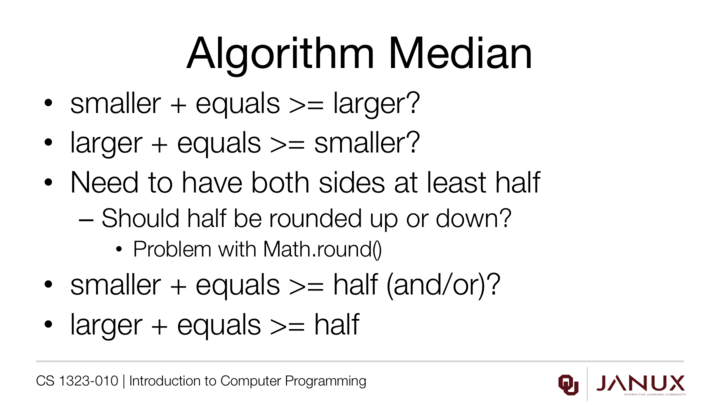 Algorithm Median
• smaller + equals >= larger?
• larger + equals >= smaller?
• Need to have both sides at least half
– Should half be rounded up or down?
• Problem with Math.round()
• smaller + equals >= half (and/or)?
• larger + equals >= half
CS 1323-010 | Introduction to Computer Programming
JANUX
INTERACTIVE LEARNING COMMUNITY